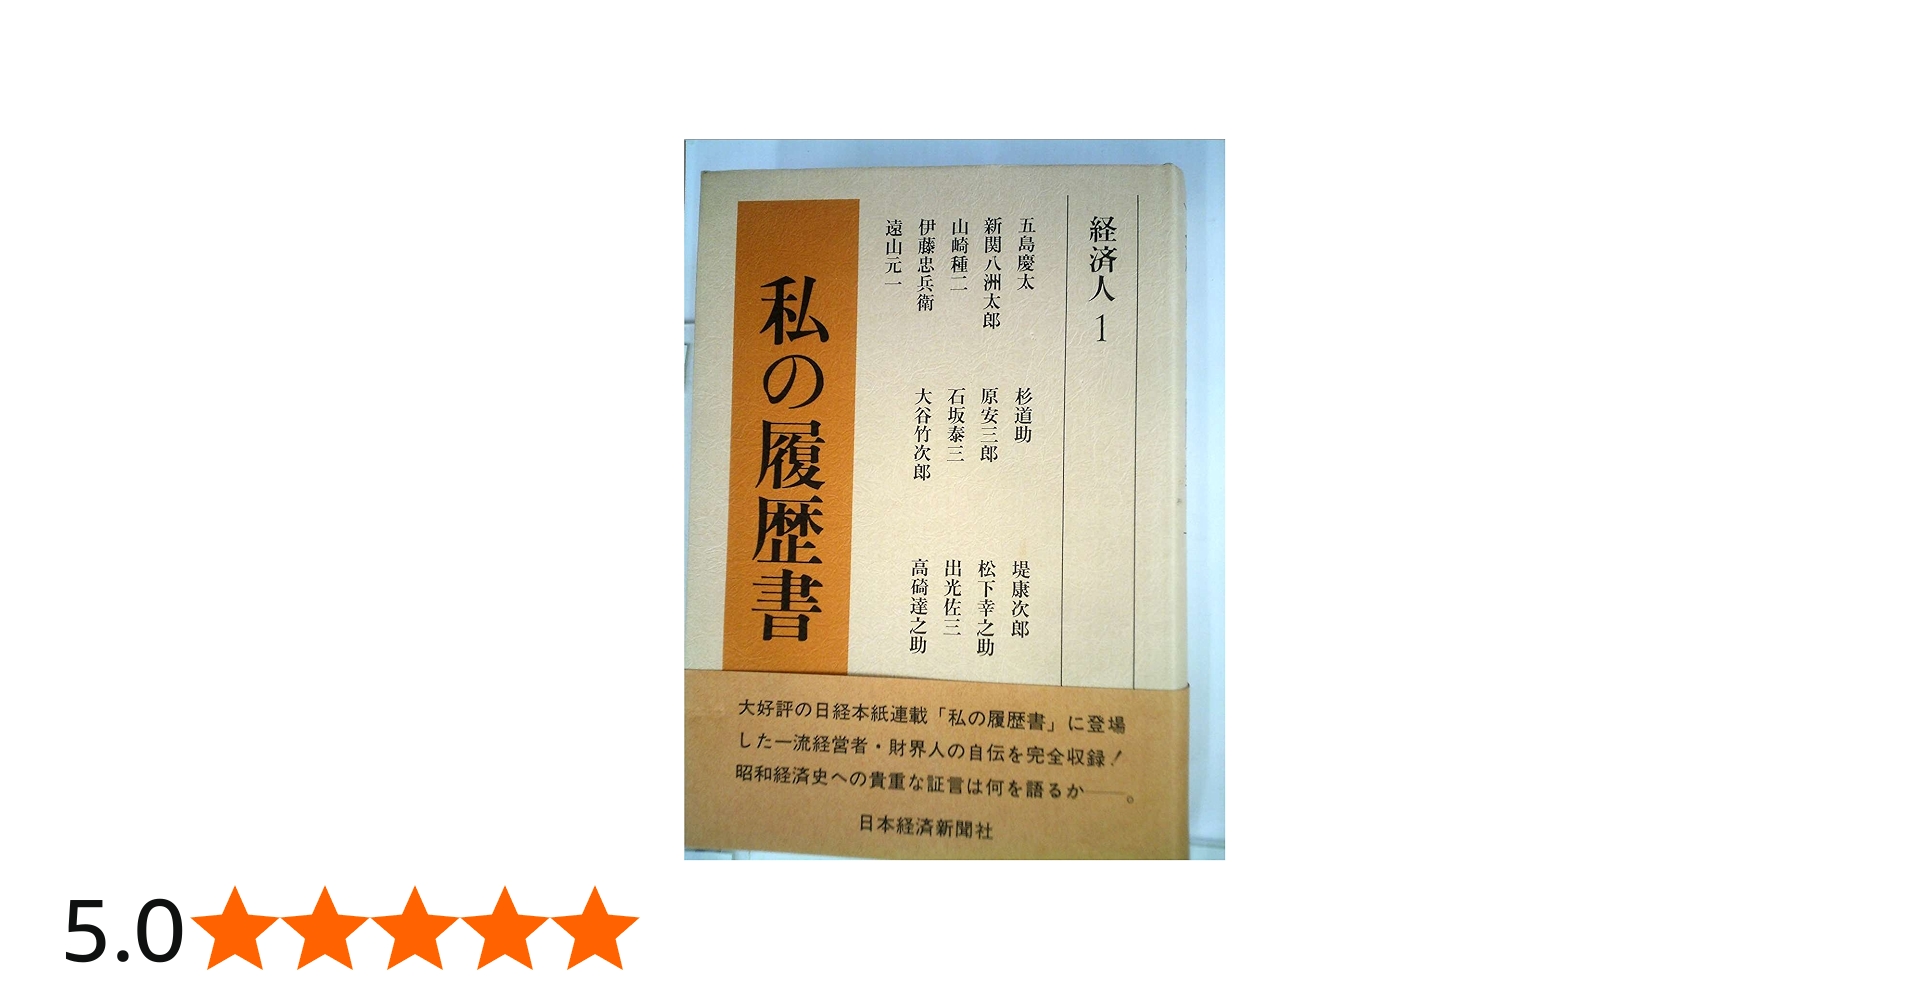 経済人 1
五島慶太
杉道助
堤康次郎
新関八洲太郎
原安三郎
松下幸之助
山崎種二
石坂泰三
出光佐三
伊藤忠兵衛
大谷竹次郎
高碕達之助
遠山元一
私の履歴書
大好評の日経本紙連載「私の履歴書」に登場
した一流経営者・財界人の自伝を完全収録！
昭和経済史への貴重な証言は何を語るか――。
日本経済新聞社
5.0